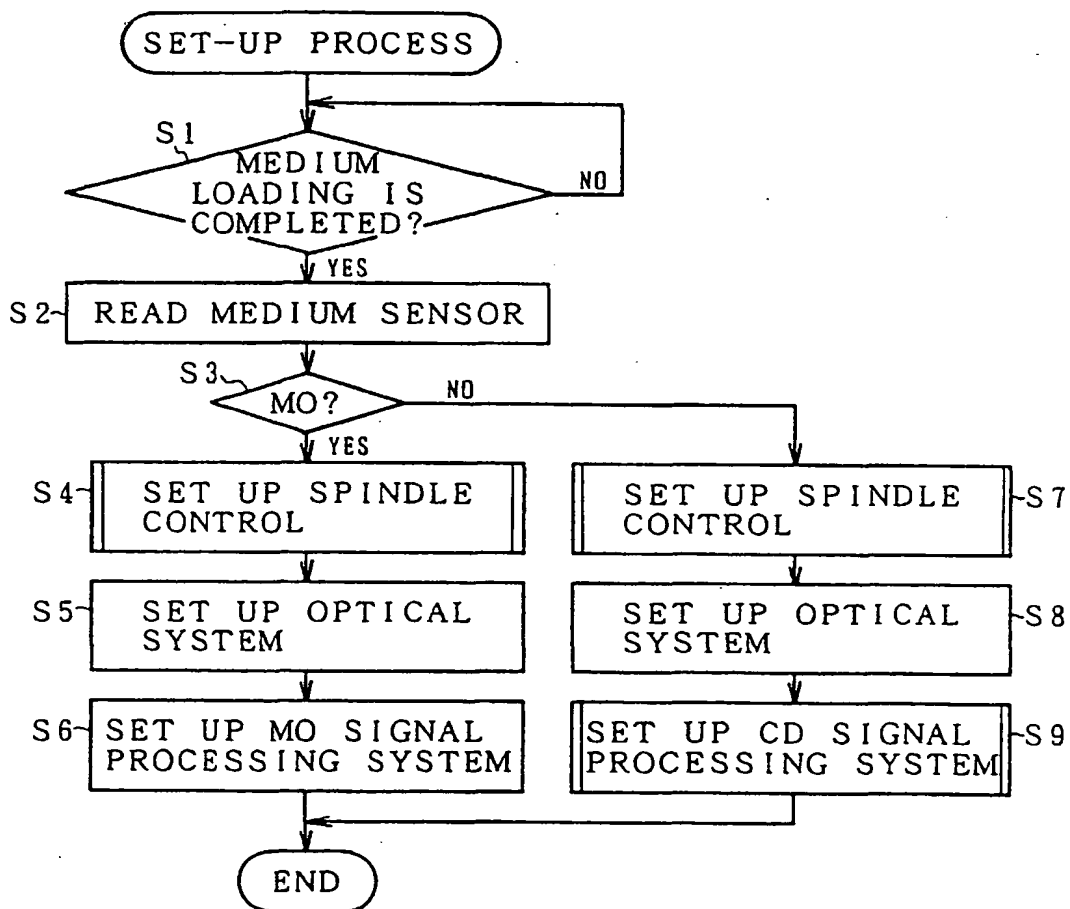 SET-UP PROCESS
S1
MEDIUM
LOADING IS
COMPLETED?
NO
YES
S2
READ MEDIUM SENSOR
S3
MO?
NO
YES
S4
SET UP SPINDLE
CONTROL
SET UP SPINDLE
CONTROL
S7
S5
SET UP OPTICAL
SYSTEM
SET UP OPTICAL
SYSTEM
S8
S6
SET UP MO SIGNAL
PROCESSING SYSTEM
SET UP CD SIGNAL
PROCESSING SYSTEM
S9
END